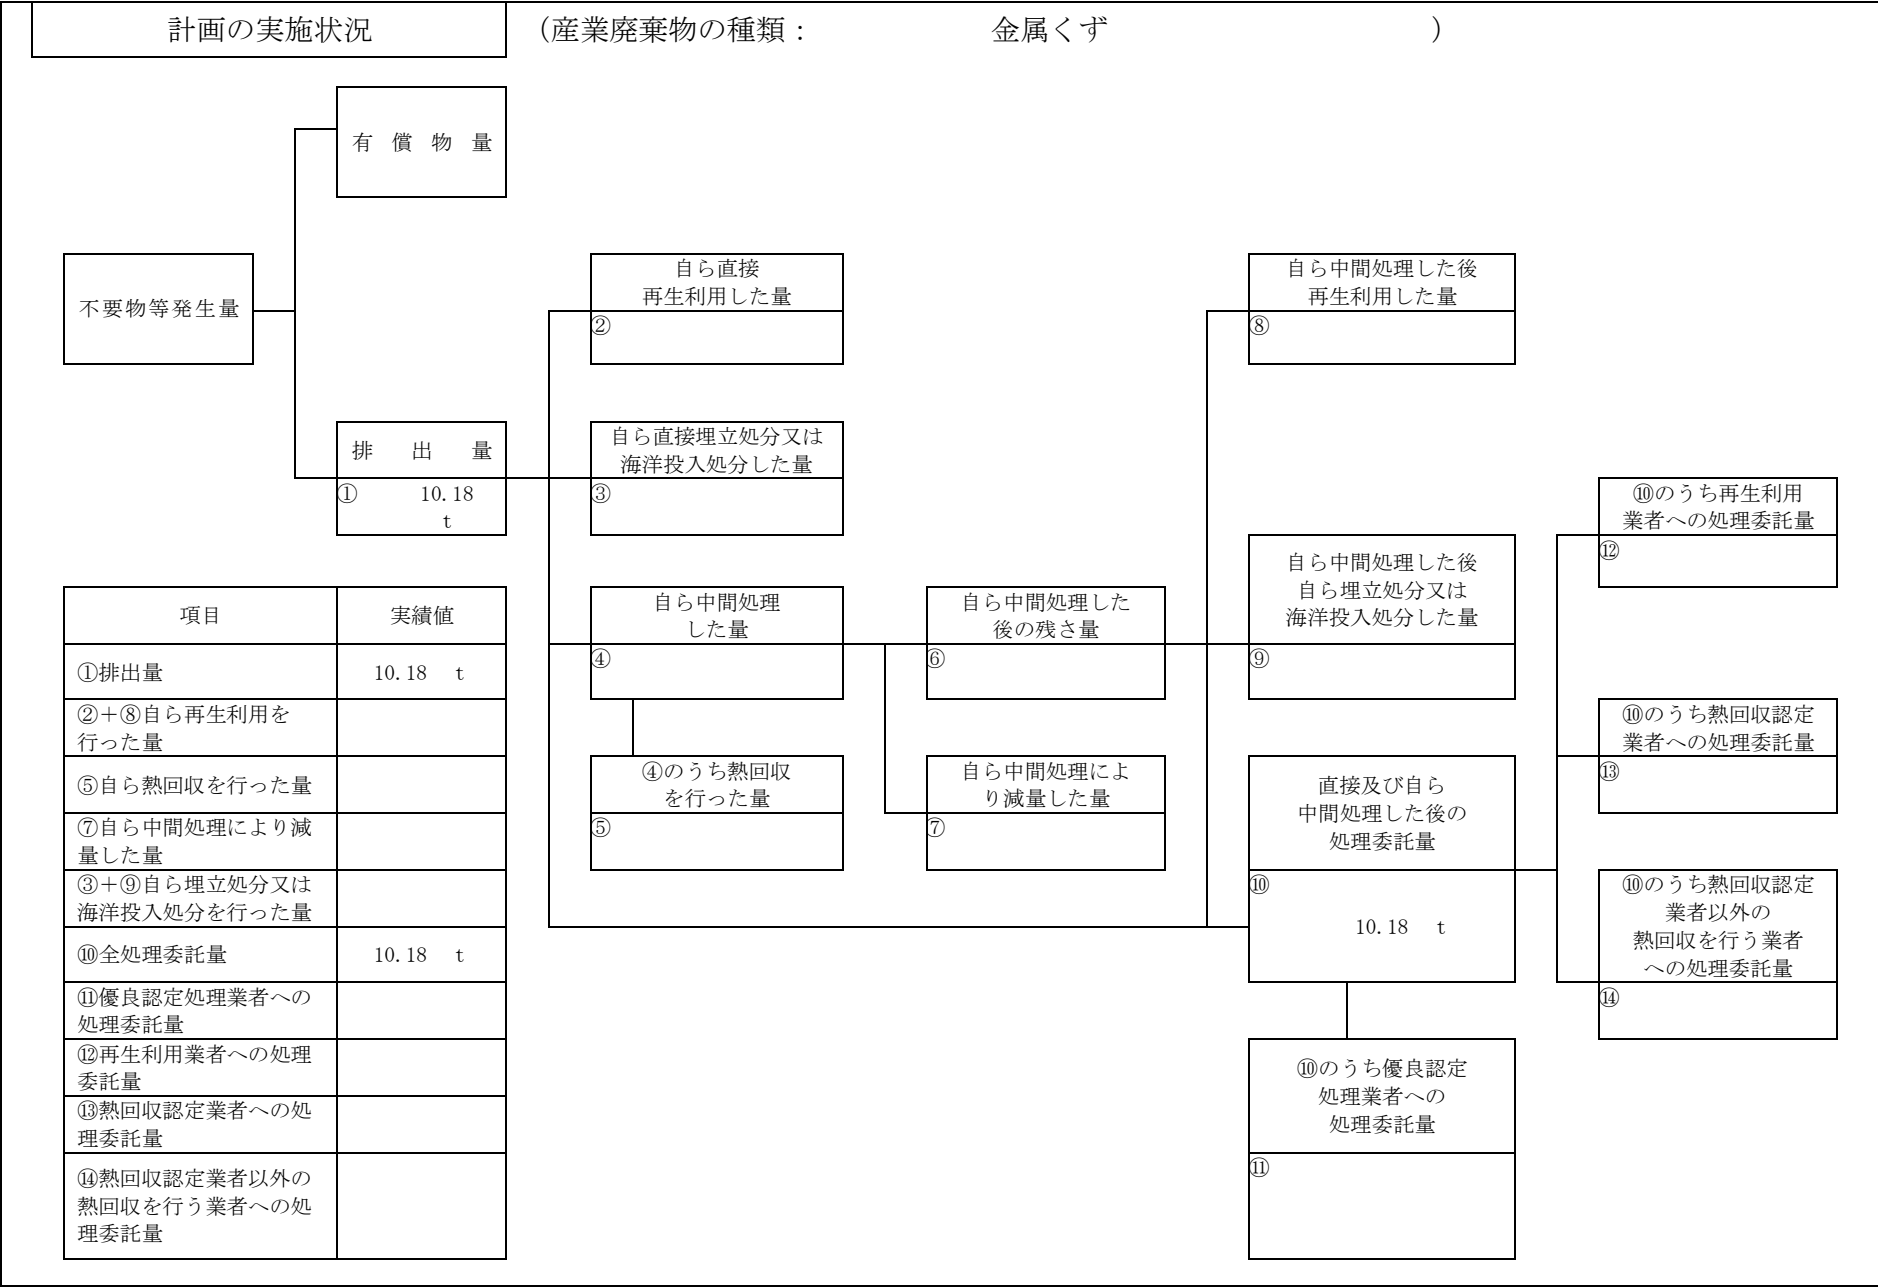 計画の実施状況
（産業廃棄物の種類： 金属くず ）
有償物量
不要物等発生量
自ら直接
再生利用した量
②
自ら中間処理した後
再生利用した量
⑧
排出量
① 10.18
t
自ら直接埋立処分又は
海洋投入処分した量
③
⑩のうち再生利用
業者への処理委託量
⑫
自ら中間処理した後
自ら埋立処分又は
海洋投入処分した量
⑨
自ら中間処理
した量
④
自ら中間処理した
後の残さ量
⑥
⑩のうち熱回収認定
業者への処理委託量
⑬
④のうち熱回収
を行った量
⑤
自ら中間処理によ
り減量した量
⑦
直接及び自ら
中間処理した後の
処理委託量
⑩
10.18 t
⑩のうち熱回収認定
業者以外の
熱回収を行う業者
への処理委託量
⑭
⑩のうち優良認定
処理業者への
処理委託量
⑪
項目 実績値
①排出量 10.18 t
②＋⑧自ら再生利用を
行った量
⑤自ら熱回収を行った量
⑦自ら中間処理により減
量した量
③＋⑨自ら埋立処分又は
海洋投入処分を行った量
⑩全処理委託量 10.18 t
⑪優良認定処理業者への
処理委託量
⑫再生利用業者への処理
委託量
⑬熱回収認定業者への処
理委託量
⑭熱回収認定業者以外の
熱回収を行う業者への処
理委託量